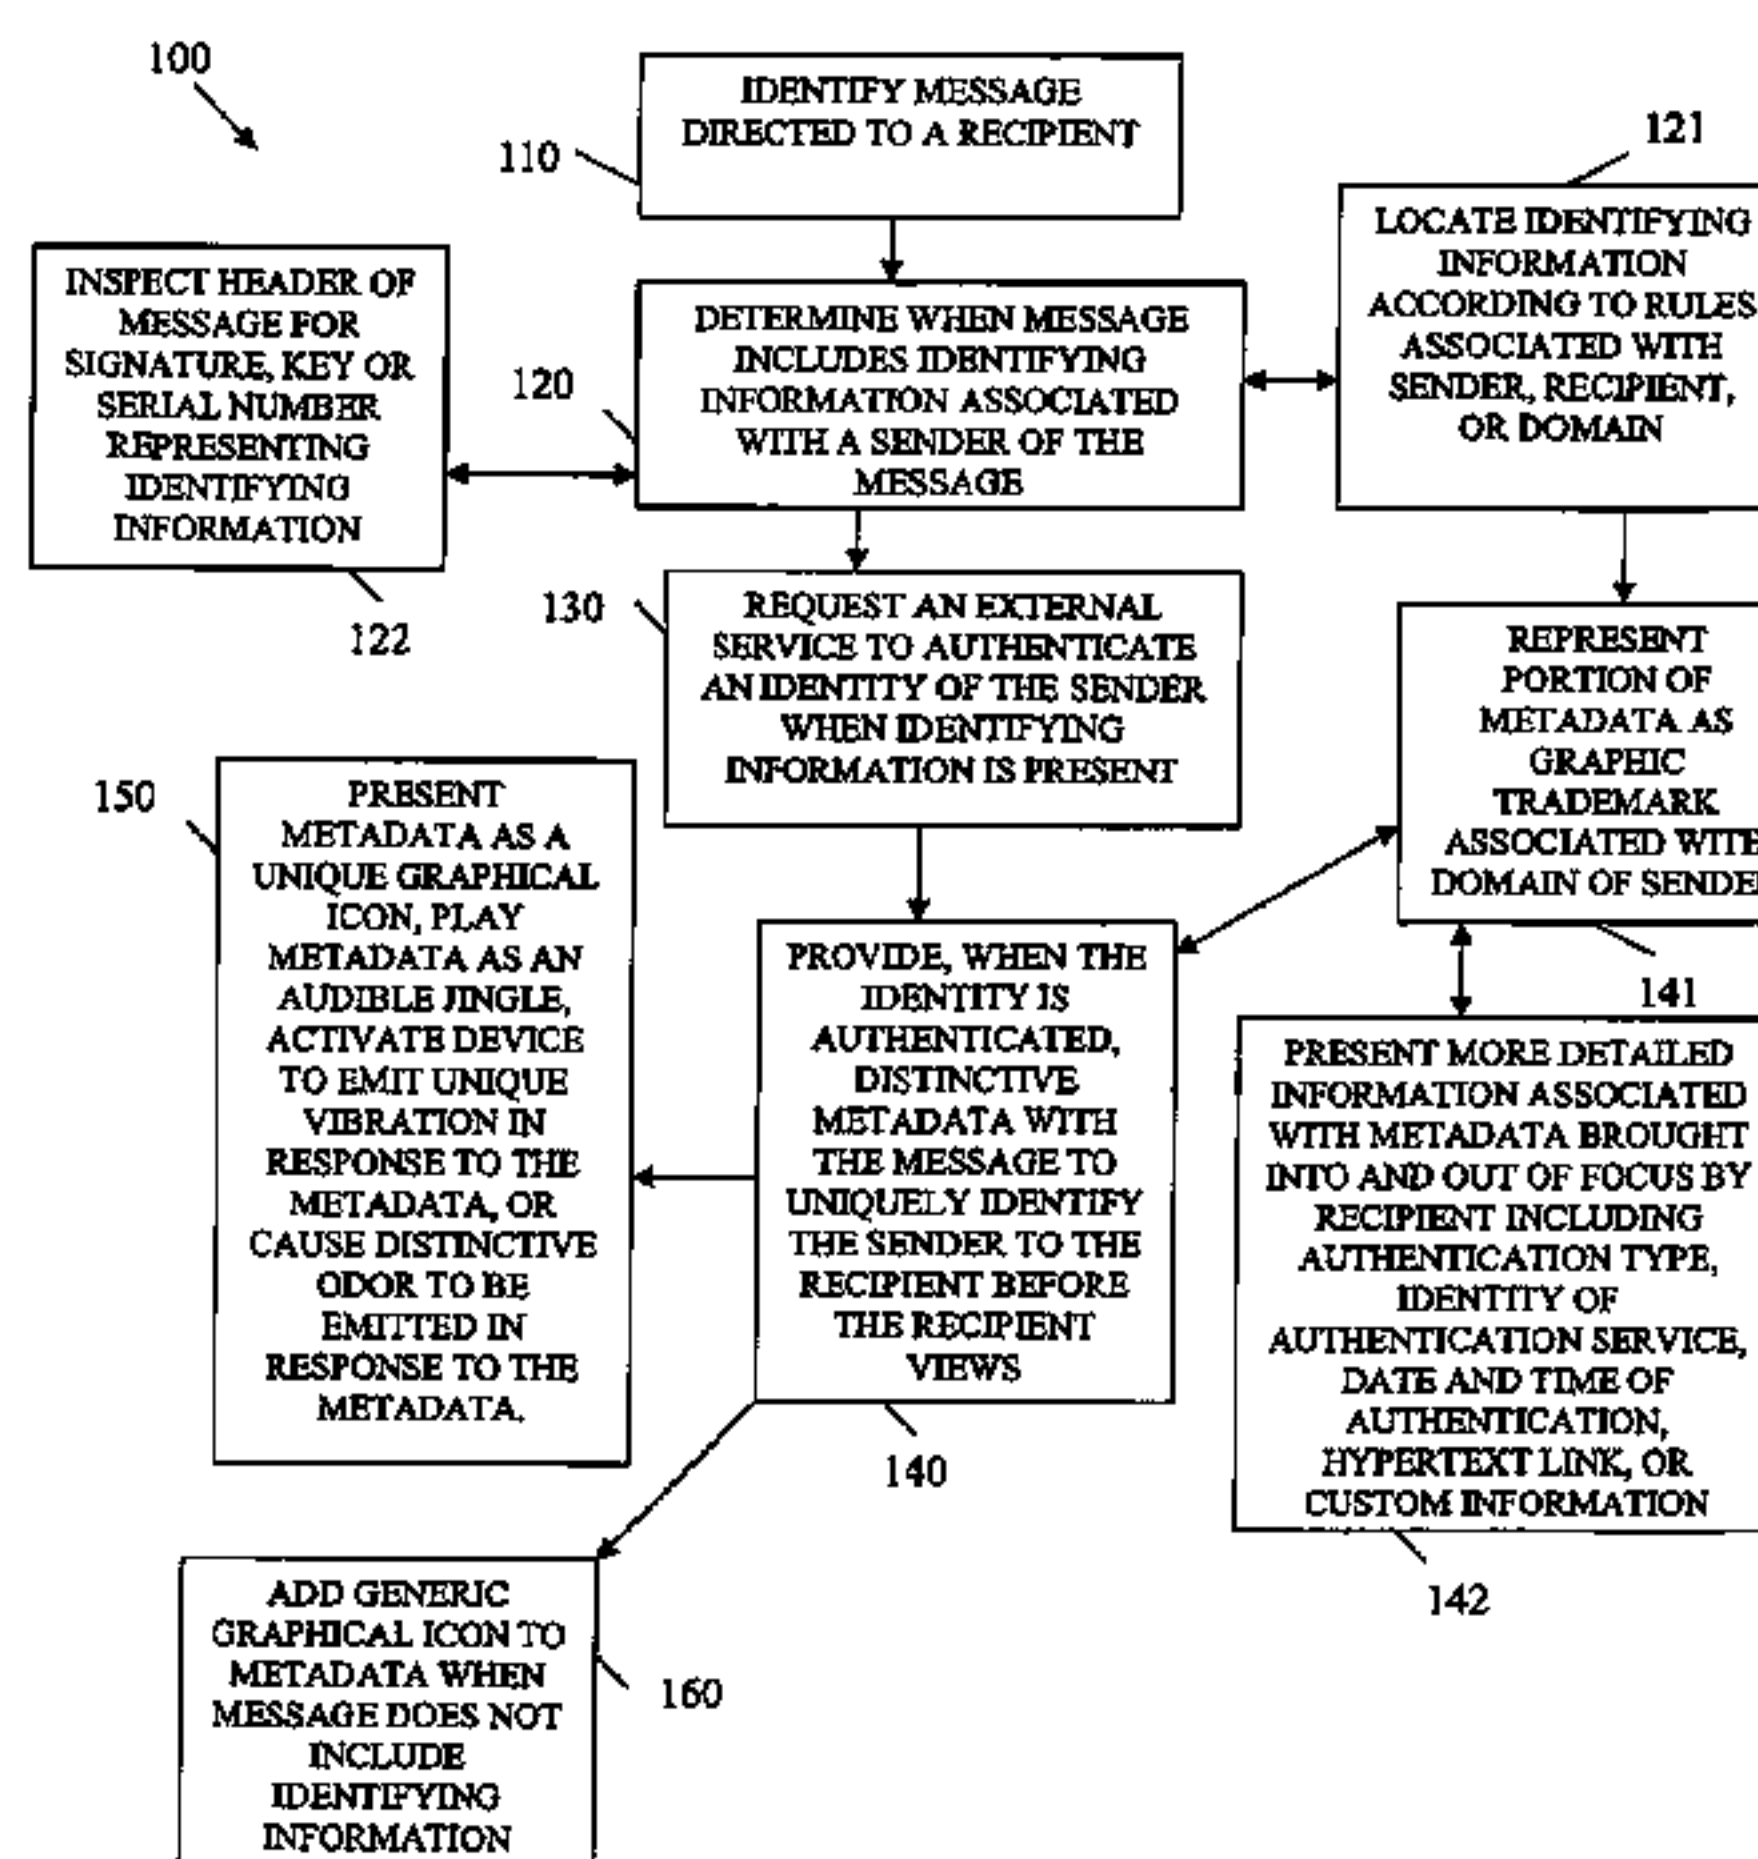 100
IDENTIFY MESSAGE
DIRECTED TO A RECIPIENT
110
121
LOCATE IDENTIFYING
INFORMATION
ACCORDING TO RULES
ASSOCIATED WITH
SENDER, RECIPIENT,
OR DOMAIN
INSPECT HEADER OF
MESSAGE FOR
SIGNATURE, KEY OR
SERIAL NUMBER
REPRESENTING
IDENTIFYING
INFORMATION
122
120
DETERMINE WHEN MESSAGE
INCLUDES IDENTIFYING
INFORMATION ASSOCIATED
WITH A SENDER OF THE
MESSAGE
130
REQUEST AN EXTERNAL
SERVICE TO AUTHENTICATE
AN IDENTITY OF THE SENDER
WHEN IDENTIFYING
INFORMATION IS PRESENT
REPRESENT
PORTION OF
METADATA AS
GRAPHIC
TRADEMARK
ASSOCIATED WITH
DOMAIN OF SENDER
141
150
PRESENT
METADATA AS A
UNIQUE GRAPHICAL
ICON, PLAY
METADATA AS AN
AUDIBLE JINGLE,
ACTIVATE DEVICE
TO EMIT UNIQUE
VIBRATION IN
RESPONSE TO THE
METADATA, OR
CAUSE DISTINCTIVE
ODOR TO BE
EMITTED IN
RESPONSE TO THE
METADATA.
PROVIDE, WHEN THE
IDENTITY IS
AUTHENTICATED,
DISTINCTIVE
METADATA WITH
THE MESSAGE TO
UNIQUELY IDENTIFY
THE SENDER TO THE
RECIPIENT BEFORE
THE RECIPIENT
VIEWS
140
PRESENT MORE DETAILED
INFORMATION ASSOCIATED
WITH METADATA BROUGHT
INTO AND OUT OF FOCUS BY
RECIPIENT INCLUDING
AUTHENTICATION TYPE,
IDENTITY OF
AUTHENTICATION SERVICE,
DATE AND TIME OF
AUTHENTICATION,
HYPERTEXT LINK, OR
CUSTOM INFORMATION
142
ADD GENERIC
GRAPHICAL ICON TO
METADATA WHEN
MESSAGE DOES NOT
INCLUDE
IDENTIFYING
INFORMATION
160